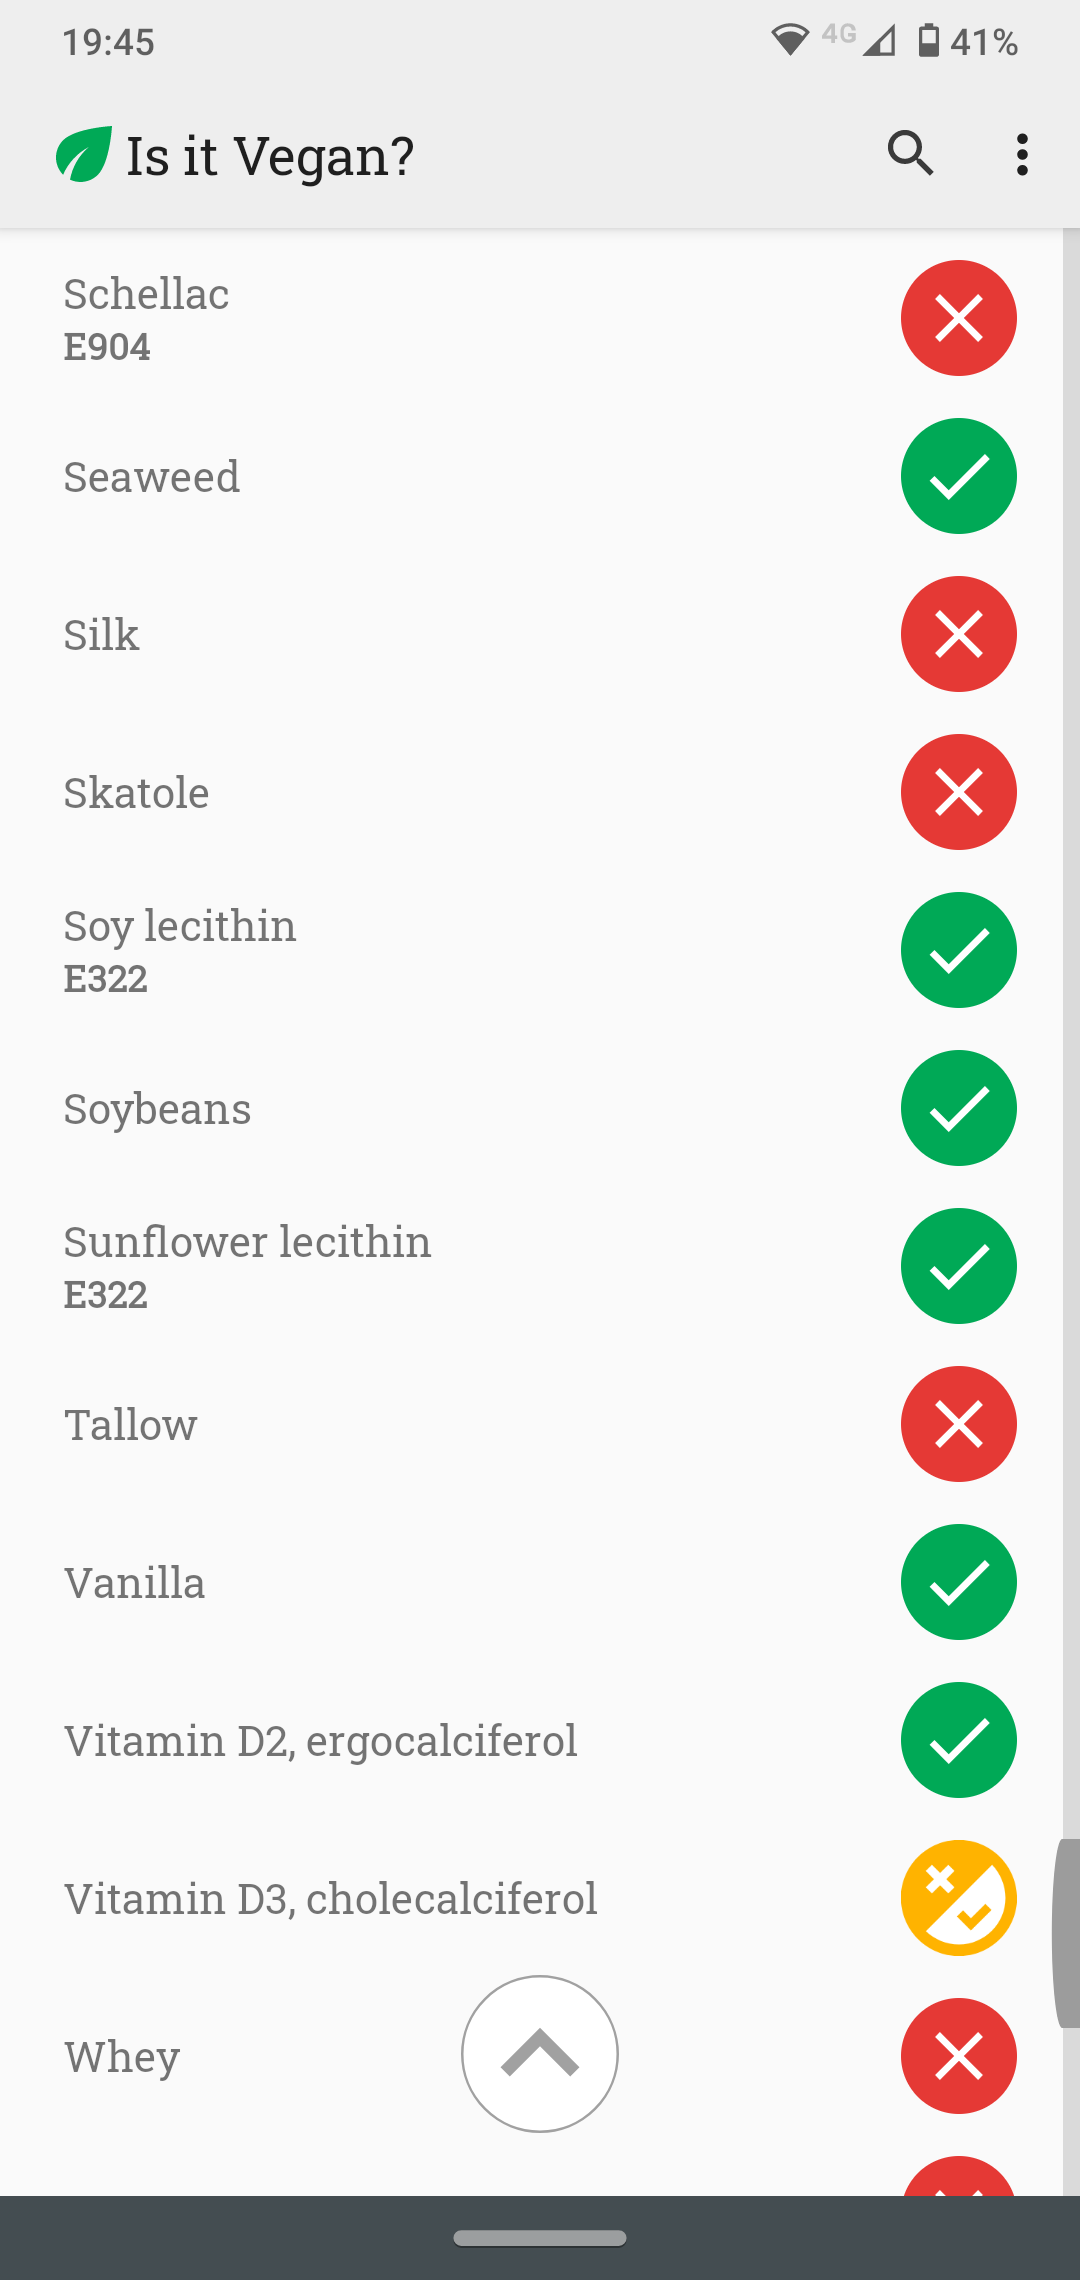 19:45
4G
41%
Is it Vegan?
Schellac
E904
Seaweed
Silk
Skatole
Soy lecithin
E322
Soybeans
Sunflower lecithin
E322
Tallow
Vanilla
Vitamin D2, ergocalciferol
Vitamin D3, cholecalciferol
Whey